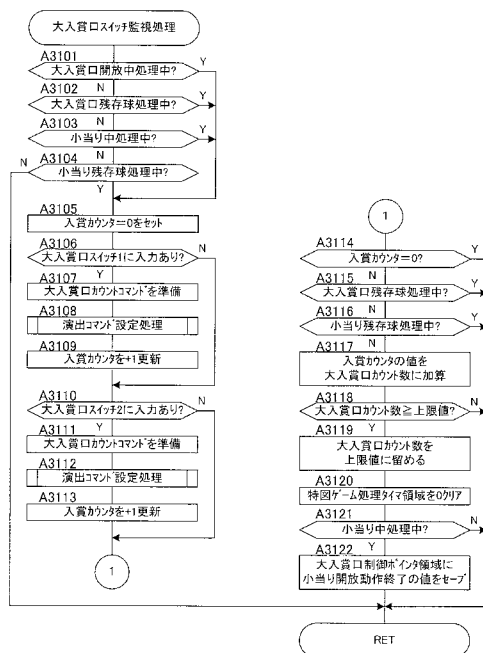 大入賞口スイッチ監視処理
A3101
大入賞口開放中処理中?
Y
N
A3102
大入賞口残存球処理中?
Y
N
A3103
小当り中処理中?
Y
N
A3104
小当り残存球処理中?
N
Y
A3105
入賞カウンタ=0をセット
A3106
大入賞口スイッチ1に入力あり?
N
Y
A3107
大入賞口カウントコマンドを準備
A3108
演出コマンド設定処理
A3109
入賞カウンタを+1更新
A3110
大入賞口スイッチ2に入力あり?
N
Y
A3111
大入賞口カウントコマンドを準備
A3112
演出コマンド設定処理
A3113
入賞カウンタを+1更新
1
1
A3114
入賞カウンタ=0?
Y
N
A3115
大入賞口残存球処理中?
Y
N
A3116
小当り残存球処理中?
Y
N
A3117
入賞カウンタの値を
大入賞口カウント数に加算
A3118
大入賞口カウント数≧上限値?
N
Y
A3119
大入賞口カウント数を
上限値に留める
A3120
特図ゲーム処理タイマ領域を0クリア
A3121
小当り中処理中?
N
Y
A3122
大入賞口制御ポインタ領域に
小当り開放動作終了の値をセーブ
RET